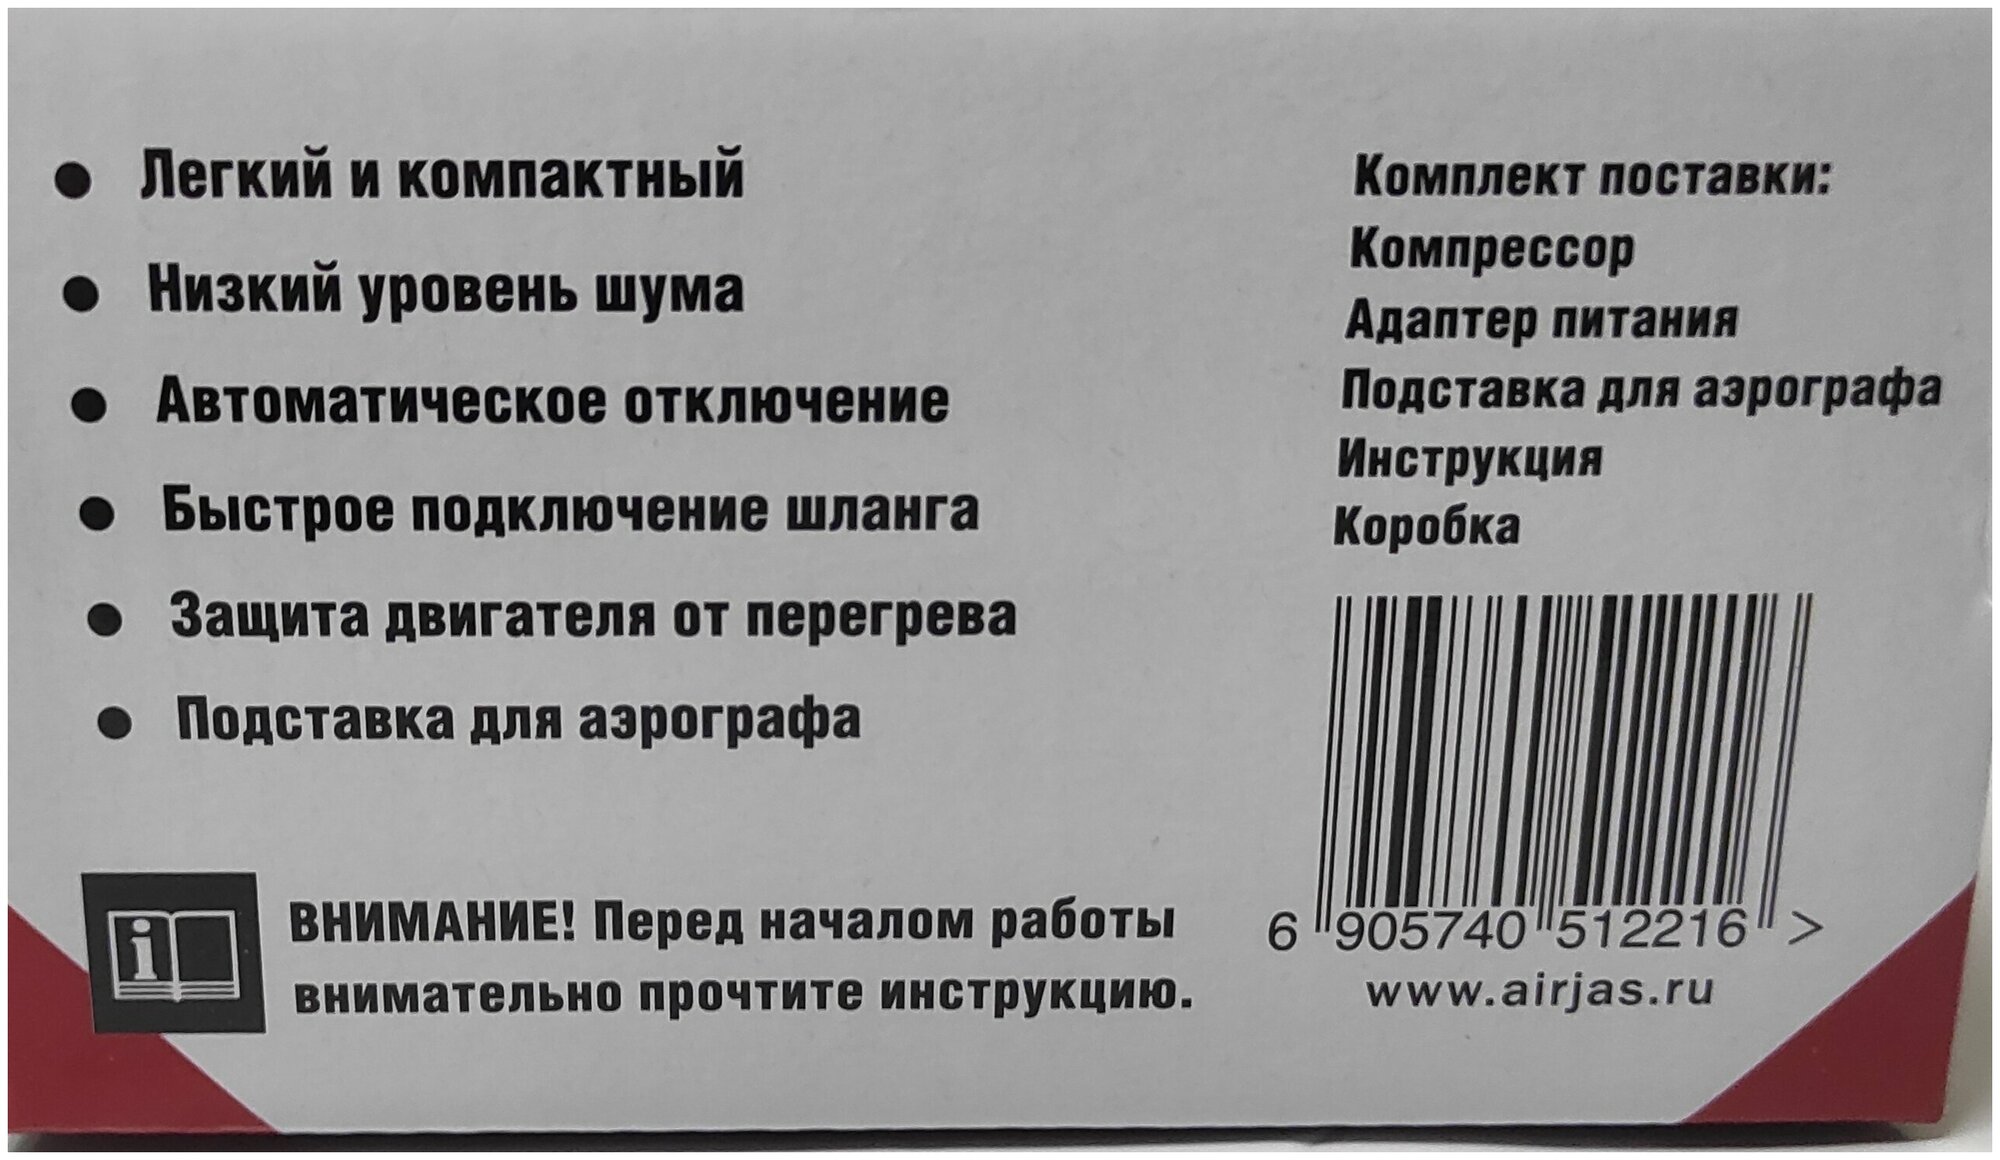 ● Легкий и компактный
● Низкий уровень шума
● Автоматическое отключение
● Быстрое подключение шланга
● Защита двигателя от перегрева
● Подставка для аэрографа
Комплект поставки:
Компрессор
Адаптер питания
Подставка для аэрографа
Инструкция
Коробка
6 905740 512216 >
www.airjas.ru
i
ВНИМАНИЕ! Перед началом работы
внимательно прочтите инструкцию.